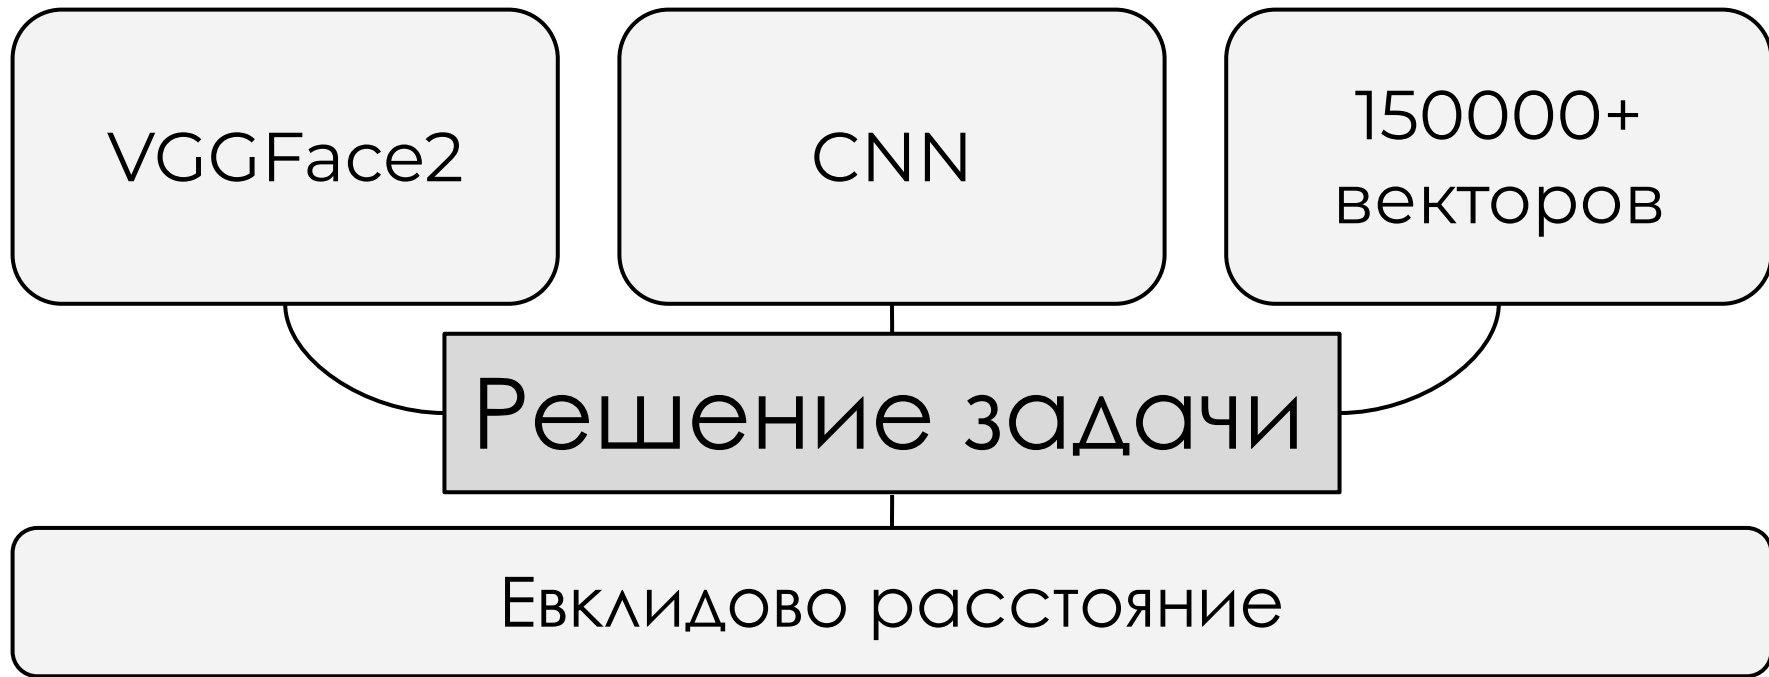 VGGFace2
CNN
150000+
векторов
Решение задачи
Евклидово расстояние